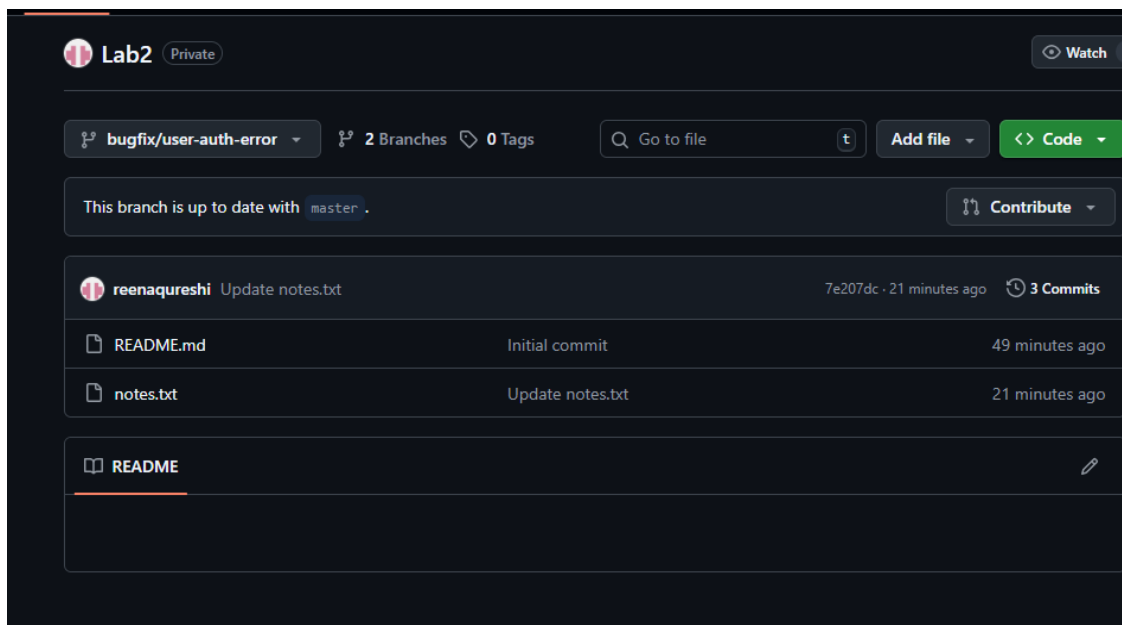 Lab2 Private Watch
bugfix/user-auth-error 2 Branches 0 Tags Go to file t Add file <> Code
This branch is up to date with master . Contribute
reenaqureshi Update notes.txt 7e207dc · 21 minutes ago 3 Commits
README.md Initial commit 49 minutes ago
notes.txt Update notes.txt 21 minutes ago
README